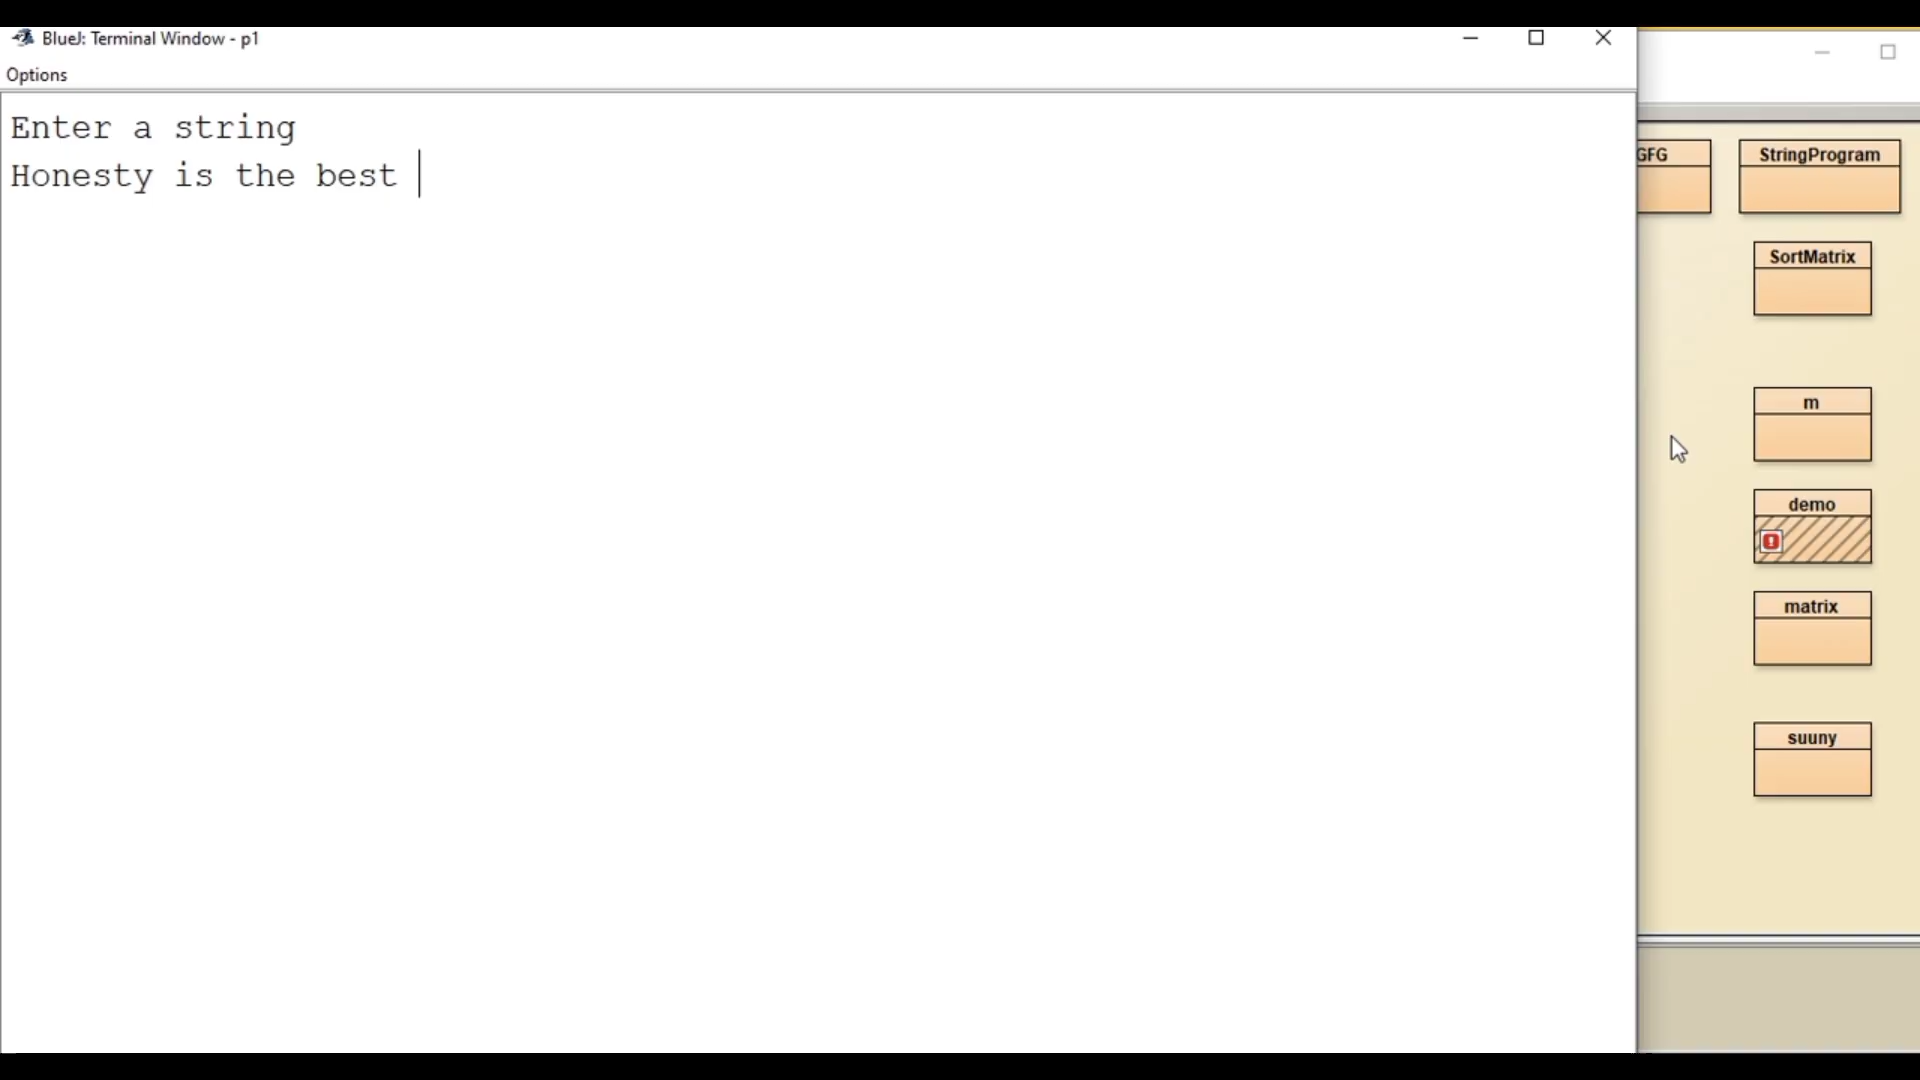 BlueJ: Terminal Window - p1
Options
Enter a string
Honesty is the best
GFG
StringProgram
SortMatrix
m
demo
matrix
suuny